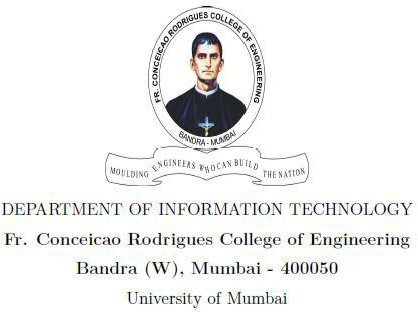 FR. CONCEICAO RODRIGUES COLLEGE OF ENGINEERING
BANDRA - MUMBAI
MOULDING ENGINEERS WHO CAN BUILD THE NATION
DEPARTMENT OF INFORMATION TECHNOLOGY
Fr. Conceicao Rodrigues College of Engineering
Bandra (W), Mumbai - 400050
University of Mumbai